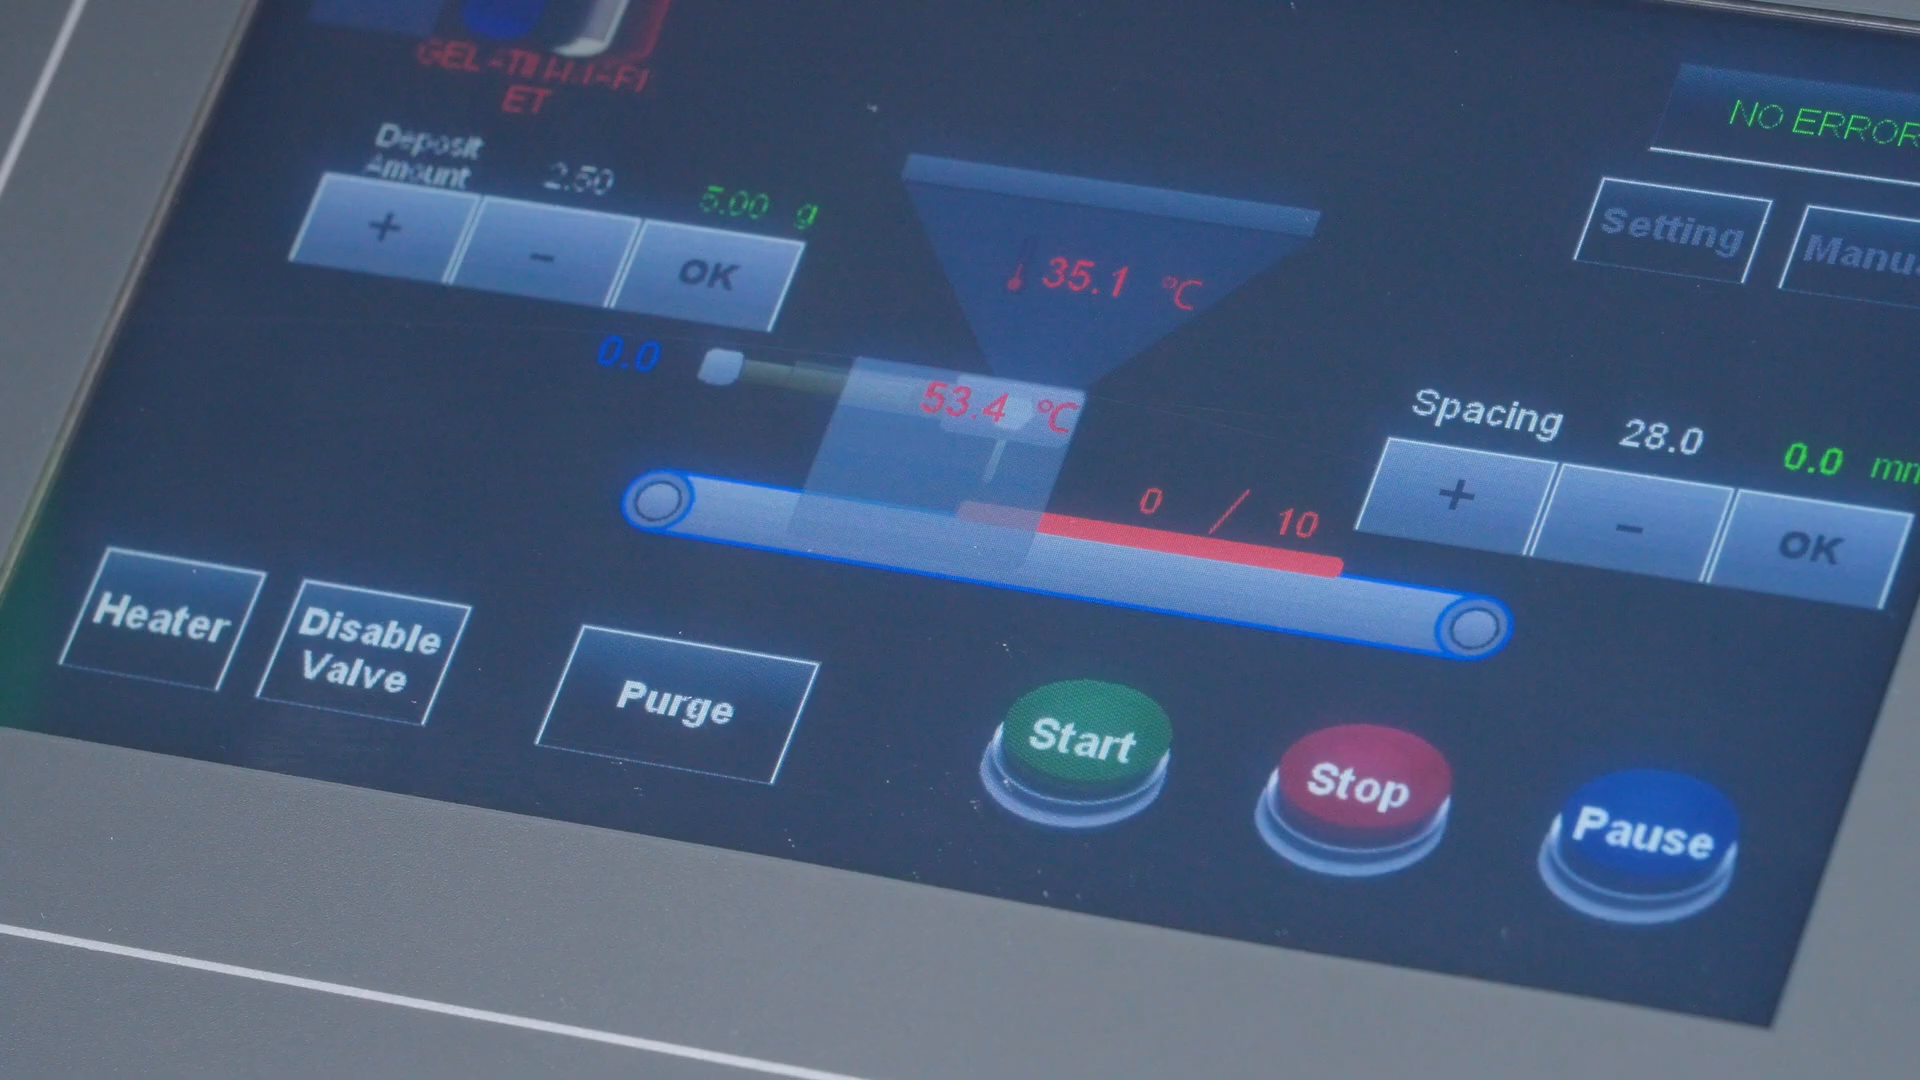 ET
NO ERROR
Deposit
Amount
2.50
5.00 g
+
-
OK
Setting
35.1 °C
0.0
53.4 °C
Spacing
28.0
0.0
+
-
OK
0 / 10
Heater
Disable
Valve
Purge
Start
Stop
Pause